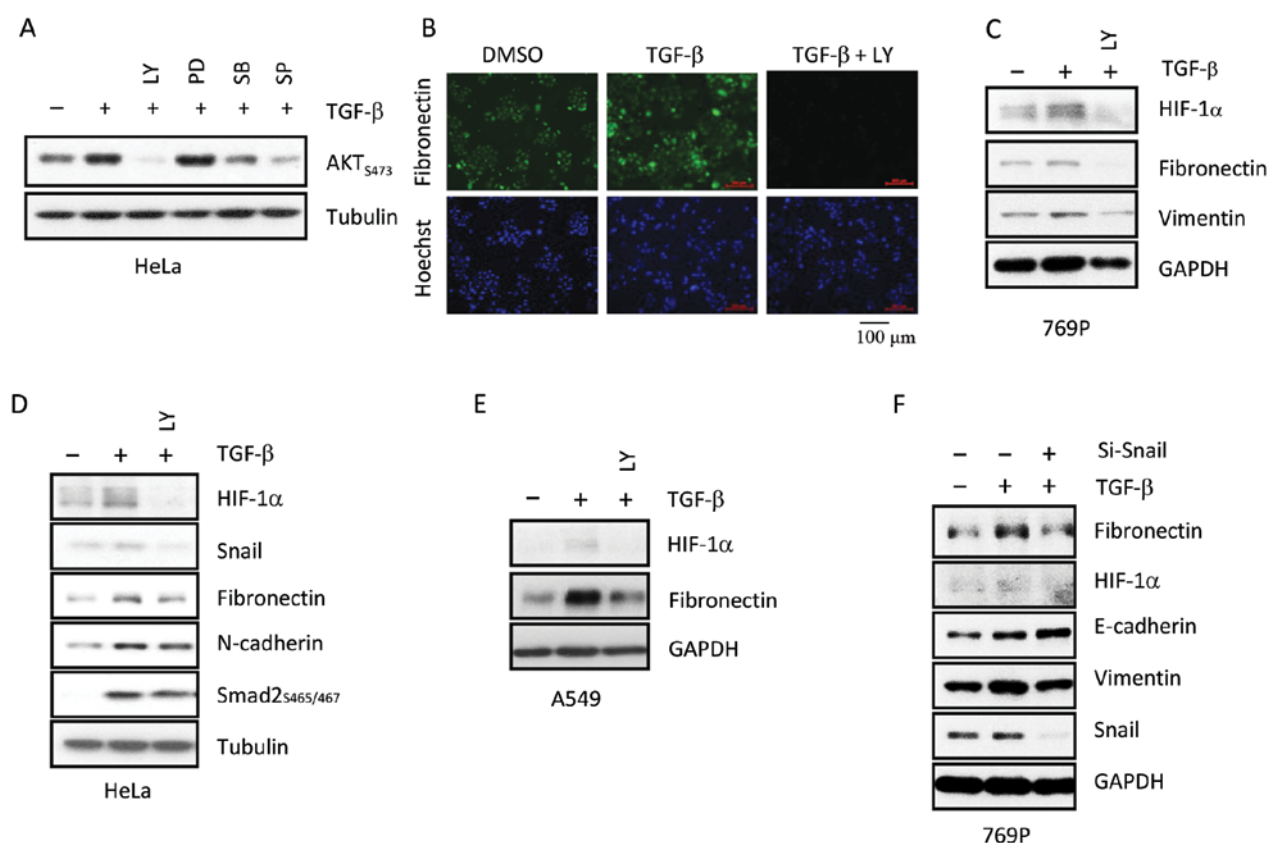 A
LY PD SB SP
− + + + + + TGF-β
AKTS473
Tubulin
HeLa
B
DMSO TGF-β TGF-β + LY
Fibronectin
Hoechst
100 μm
C
LY
− + + TGF-β
HIF-1α
Fibronectin
Vimentin
GAPDH
769P
D
LY
− + + TGF-β
HIF-1α
Snail
Fibronectin
N-cadherin
Smad2S465/467
Tubulin
HeLa
E
LY
− + + TGF-β
HIF-1α
Fibronectin
GAPDH
A549
F
− − + Si-Snail
− + + TGF-β
Fibronectin
HIF-1α
E-cadherin
Vimentin
Snail
GAPDH
769P